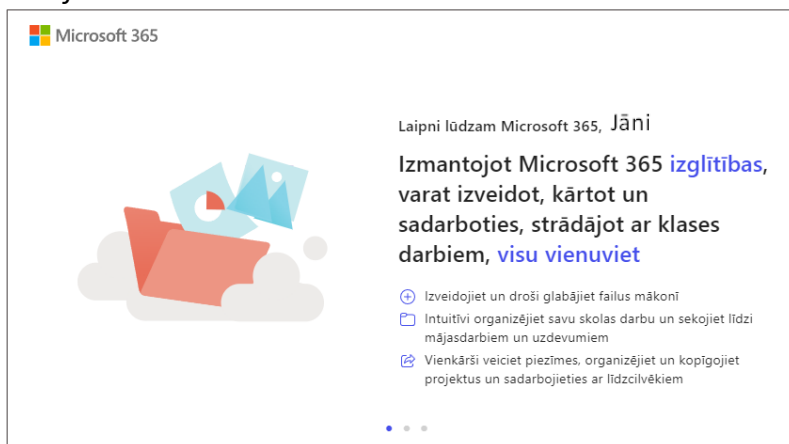 Microsoft 365
Laipni lūdzam Microsoft 365, Jāni
Izmantojot Microsoft 365 izglītības,
varat izveidot, kārtot un
sadarboties, strādājot ar klases
darbiem, visu vienuviet
Izveidojiet un droši glabājiet failus mākonī
Intuitīvi organizējiet savu skolas darbu un sekojiet līdzi
mājasdarbiem un uzdevumiem
Vienkārši veiciet piezīmes, organizējiet un kopīgojiet
projektus un sadarbojieties ar līdzcilvēkiem